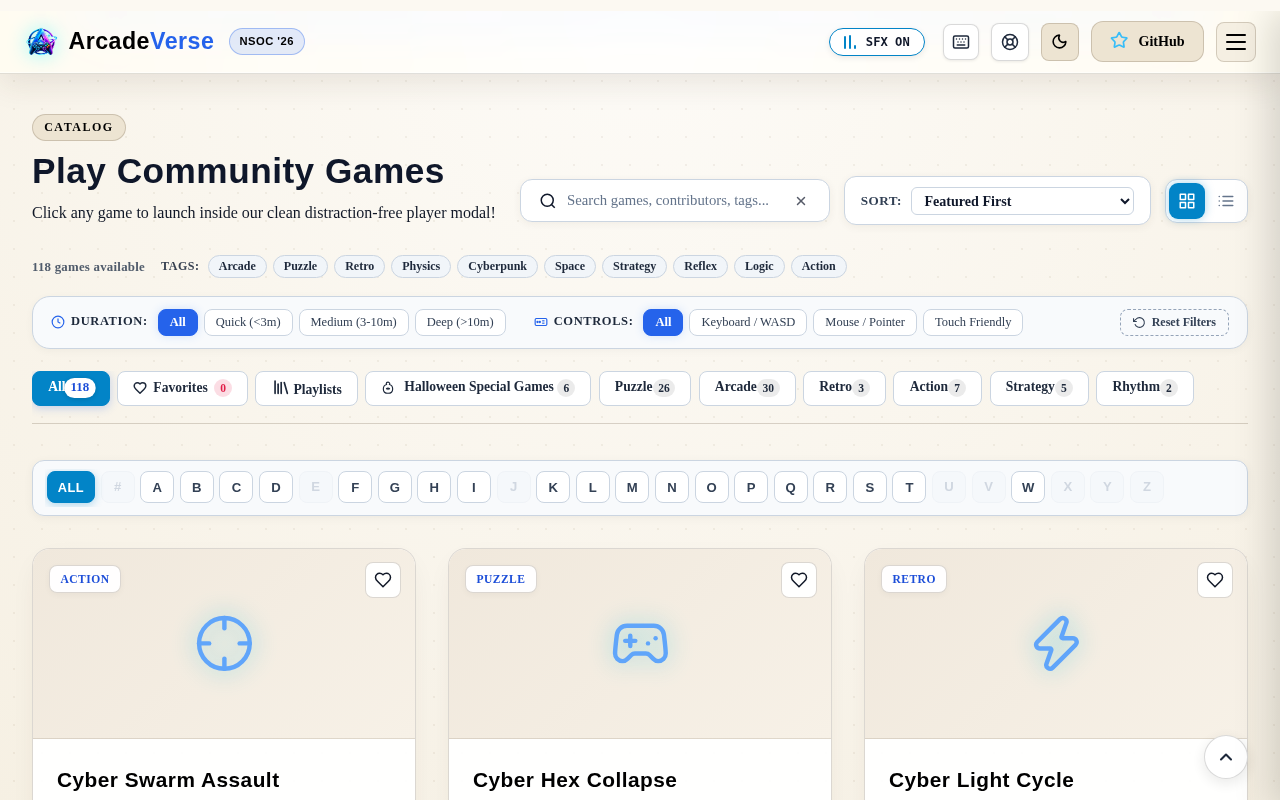 ArcadeVerse NSOC '26 SFX ON GitHub
CATALOG
Play Community Games
Click any game to launch inside our clean distraction-free player modal!
Search games, contributors, tags... SORT: Featured First
118 games available TAGS: Arcade Puzzle Retro Physics Cyberpunk Space Strategy Reflex Logic Action
DURATION: All Quick (<3m) Medium (3-10m) Deep (>10m) CONTROLS: All Keyboard / WASD Mouse / Pointer Touch Friendly Reset Filters
All 118 Favorites 0 Playlists Halloween Special Games 6 Puzzle 26 Arcade 30 Retro 3 Action 7 Strategy 5 Rhythm 2
ALL # A B C D E F G H I J K L M N O P Q R S T U V W X Y Z
ACTION PUZZLE RETRO
Cyber Swarm Assault Cyber Hex Collapse Cyber Light Cycle